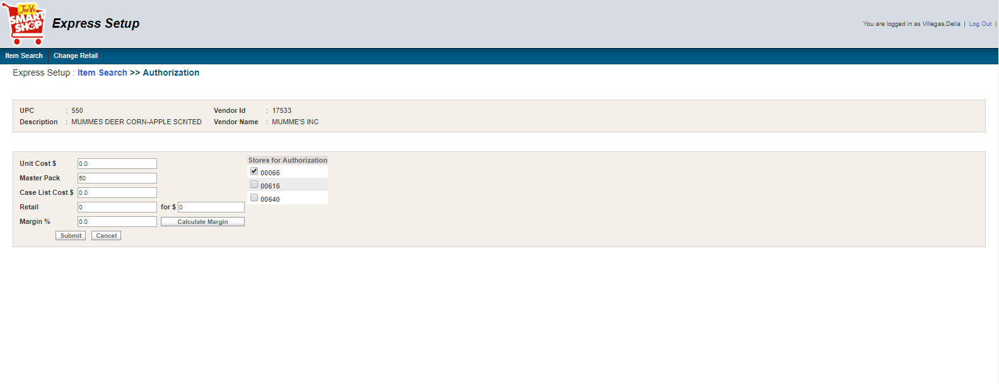 Joe V's
SMART
SHOP
Express Setup
You are logged in as Villegas,Delia | Log Out |
Item Search Change Retail
Express Setup : Item Search >> Authorization
UPC : 550 Vendor Id : 17533
Description : MUMMES DEER CORN-APPLE SCNTED Vendor Name : MUMME'S INC
Stores for Authorization
Unit Cost $ 0.0
00066
Master Pack 50
00616
Case List Cost $ 0.0
00640
Retail 0 for $ 0
Margin % 0.0 Calculate Margin
Submit Cancel